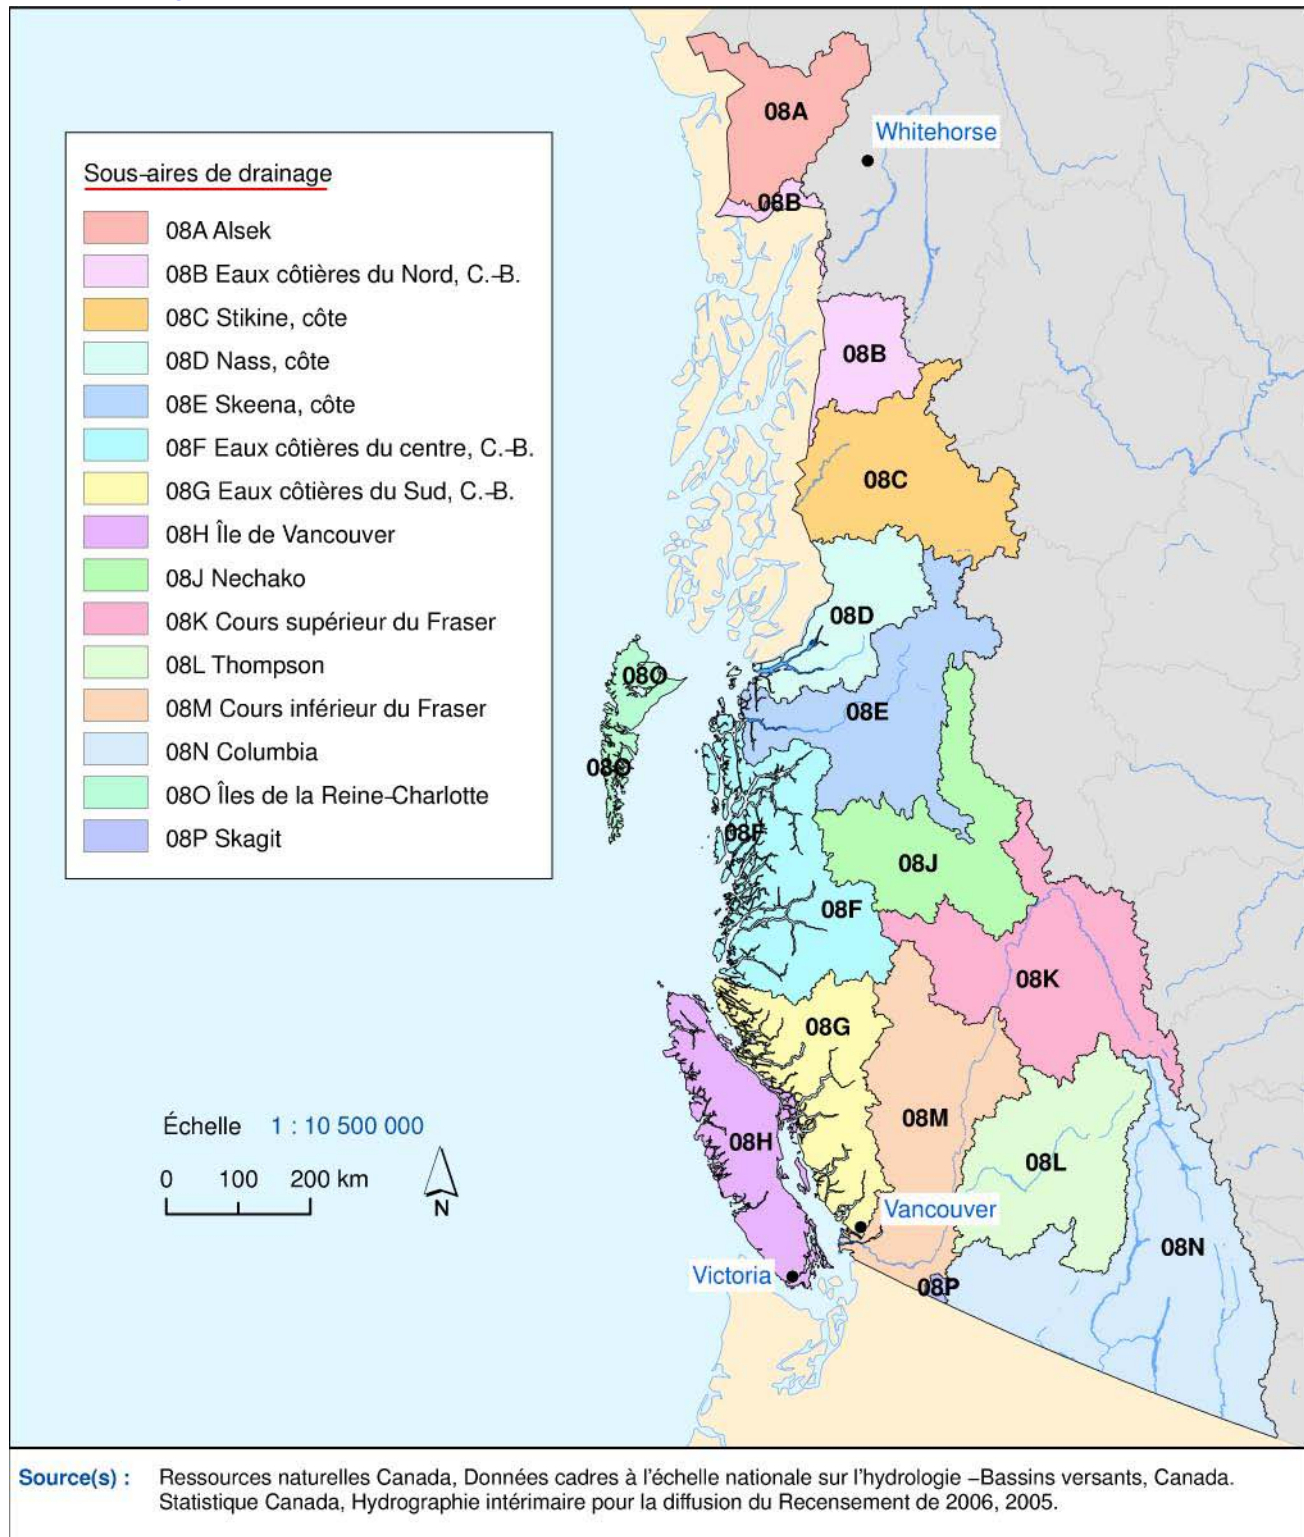 Sous-aires de drainage
08A Alsek
08B Eaux côtières du Nord, C.-B.
08C Stikine, côte
08D Nass, côte
08E Skeena, côte
08F Eaux côtières du centre, C.-B.
08G Eaux côtières du Sud, C.-B.
08H Île de Vancouver
08J Nechako
08K Cours supérieur du Fraser
08L Thompson
08M Cours inférieur du Fraser
08N Columbia
08O Îles de la Reine-Charlotte
08P Skagit
08A
Whitehorse
08B
08B
08C
08D
08O
08E
08O
08F
08J
08F
08K
08G
08M
08H
08L
Vancouver
08N
Victoria
08P
Échelle 1 : 10 500 000
0 100 200 km
N
Source(s) : Ressources naturelles Canada, Données cadres à l'échelle nationale sur l'hydrologie –Bassins versants, Canada.
Statistique Canada, Hydrographie intérimaire pour la diffusion du Recensement de 2006, 2005.